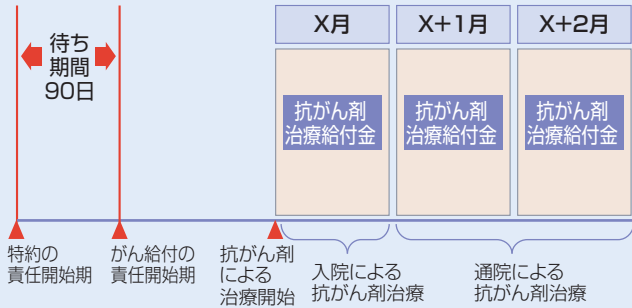 X月
X+1月
X+2月
待ち
期間
90日
抗がん剤
治療給付金
抗がん剤
治療給付金
抗がん剤
治療給付金
特約の
責任開始期
がん給付の
責任開始期
抗がん剤
による
治療開始
入院による
抗がん剤治療
通院による
抗がん剤治療